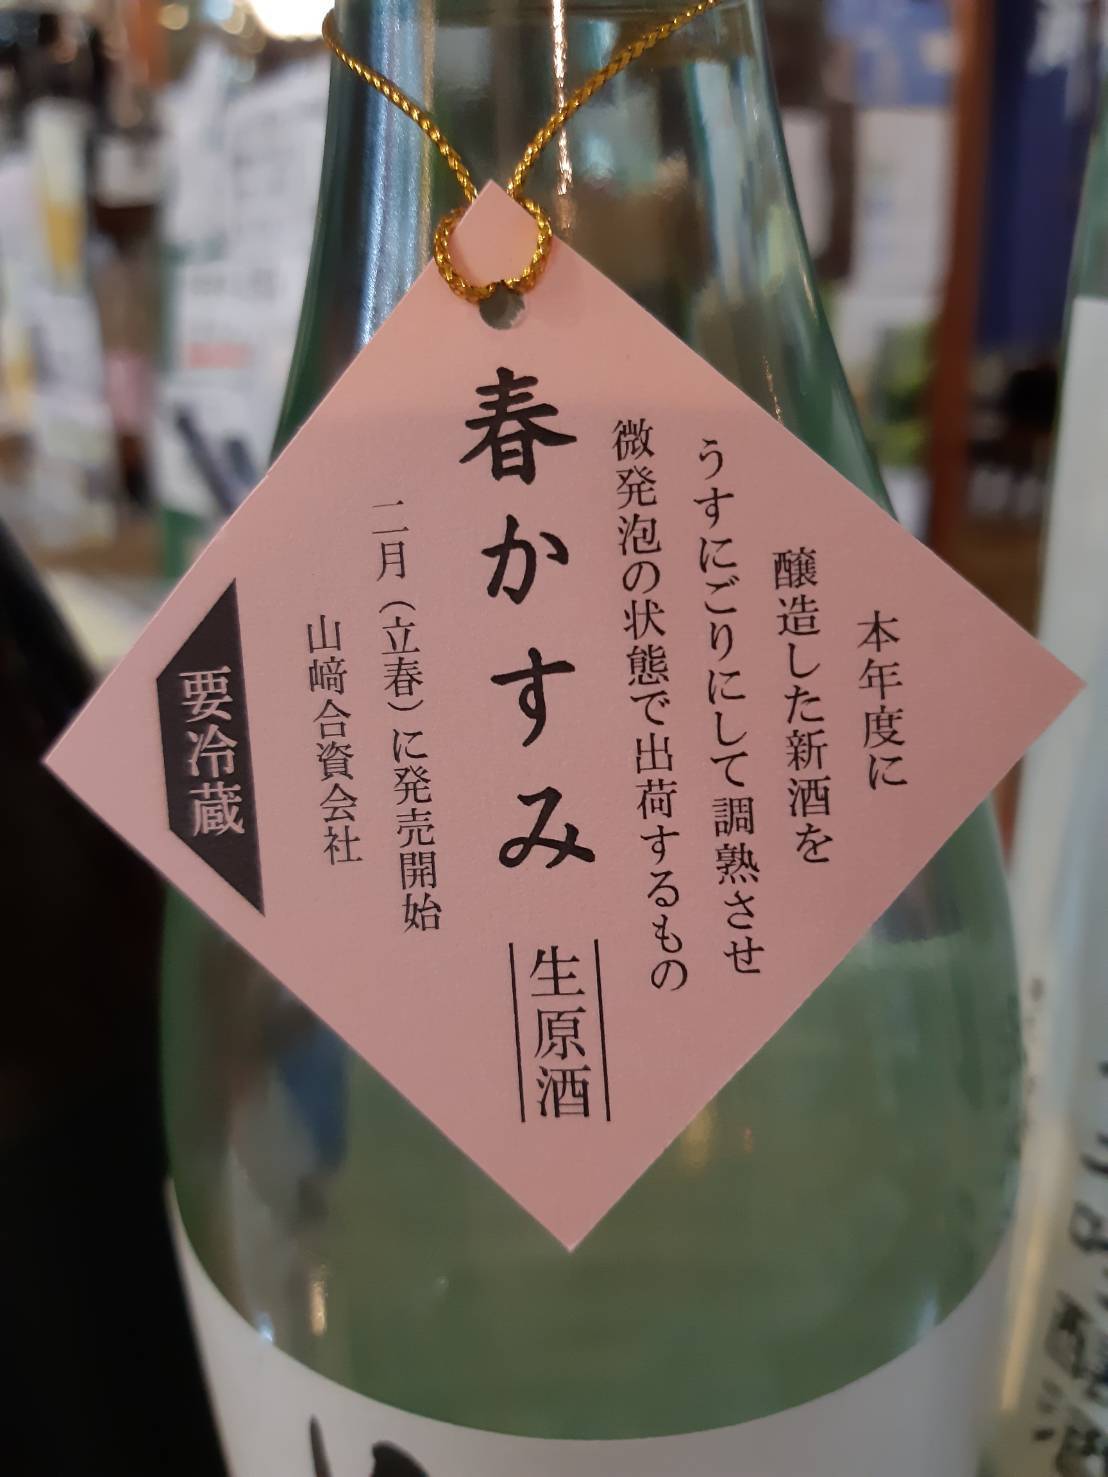 本年度に
醸造した新酒を
うすにごりにして調熟させ
微発泡の状態で出荷するもの
春かすみ 生原酒
二月（立春）に発売開始
山﨑合資会社
要冷蔵